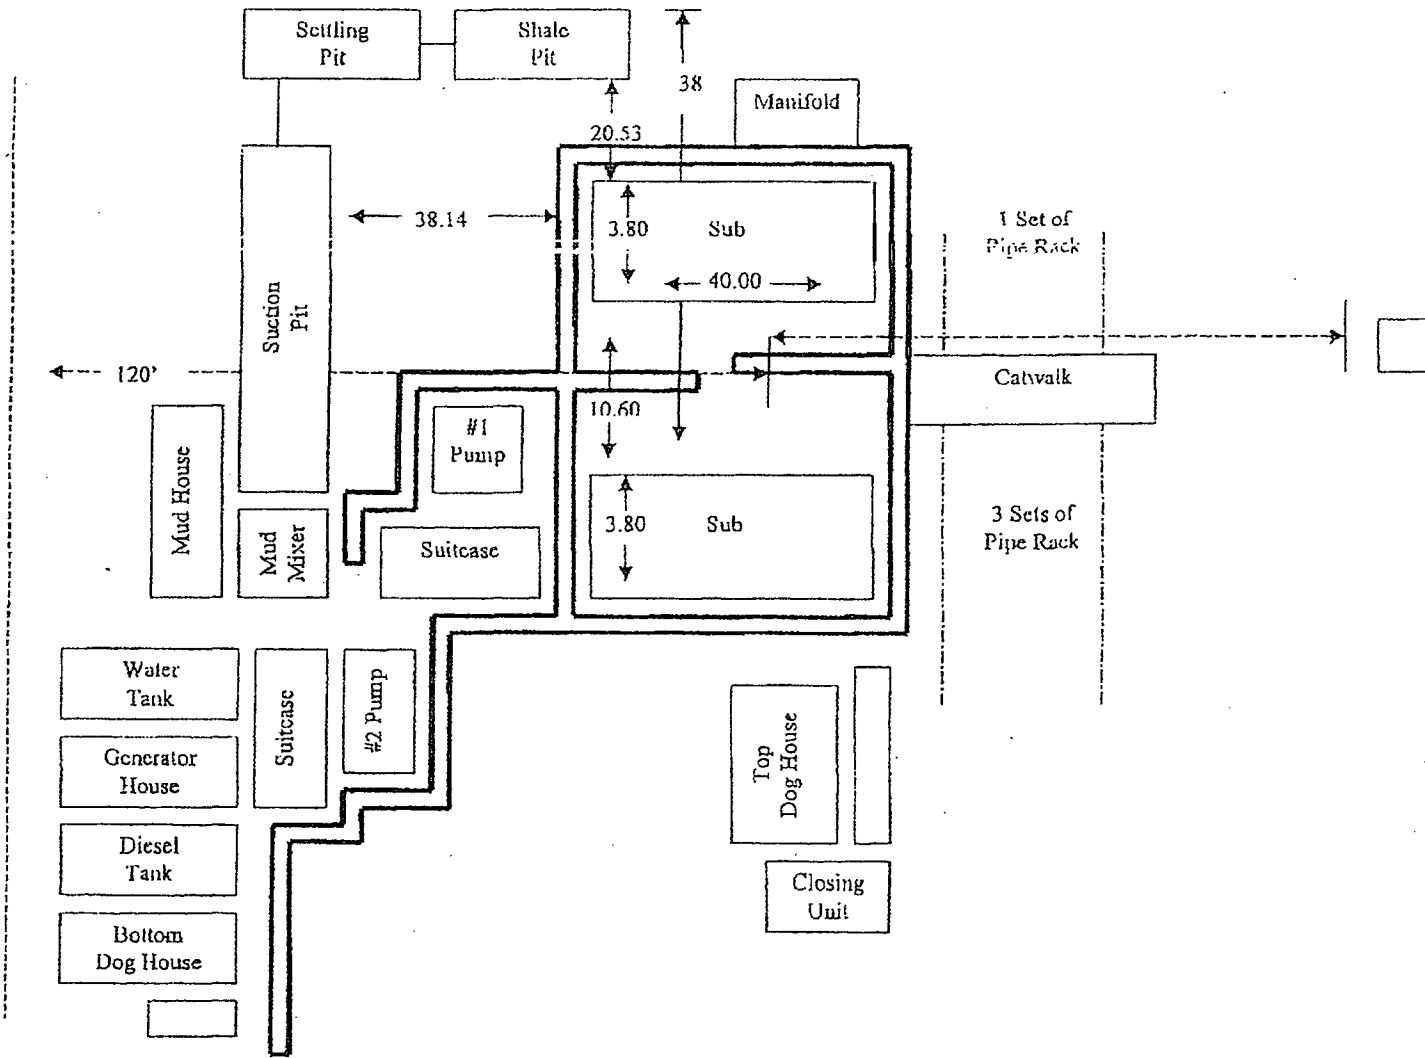 Settling
Pit
Shale
Pit
38
Manifold
20.53
38.14
3.80
Sub
1 Set of
Pipe Rack
40.00
Suction
Pit
120'
Catwalk
10.60
#1
Pump
Mud House
Mud
Mixer
Suitcase
3.80
Sub
3 Sets of
Pipe Rack
Water
Tank
Suitcase
#2 Pump
Generator
House
Top
Dog House
Diesel
Tank
Closing
Unit
Bottom
Dog House